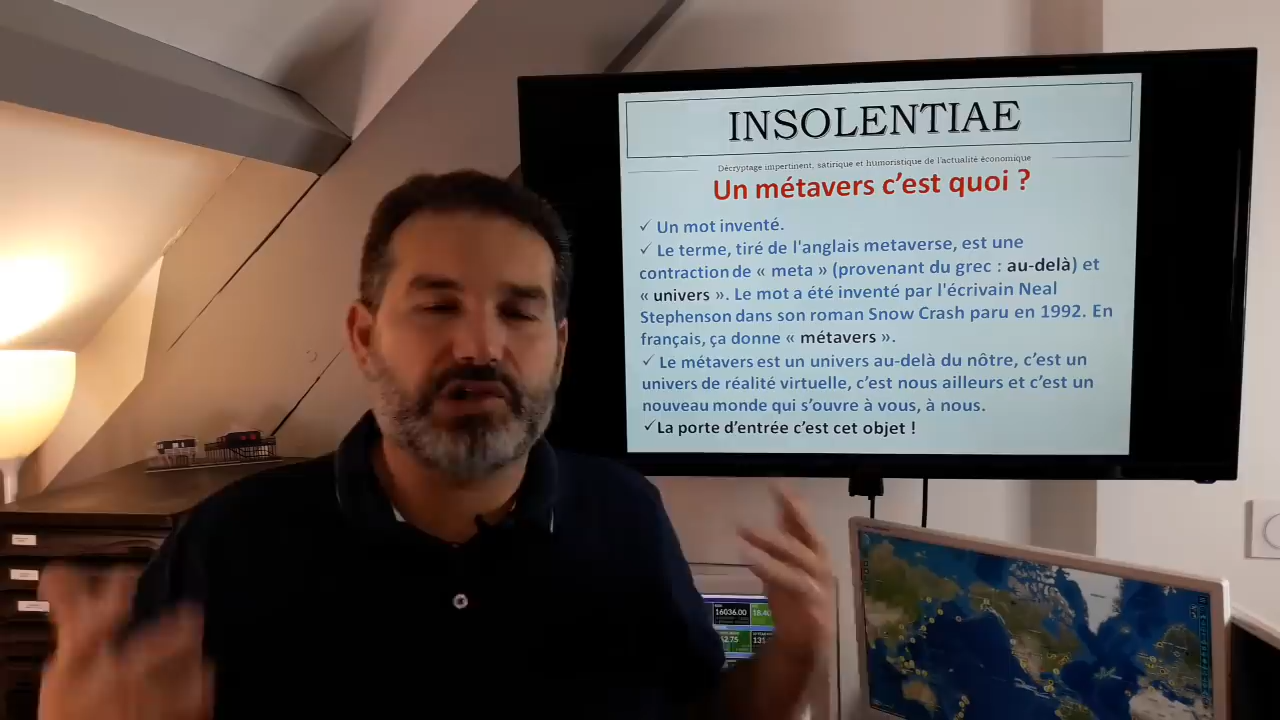 INSOLENTIAE
Décryptage impertinent, satirique et humoristique de l'actualité économique
Un métavers c'est quoi ?
✓ Un mot inventé.
✓ Le terme, tiré de l'anglais metaverse, est une
contraction de « meta » (provenant du grec : au-delà) et
« univers ». Le mot a été inventé par l'écrivain Neal
Stephenson dans son roman Snow Crash paru en 1992. En
français, ça donne « métavers ».
✓ Le métavers est un univers au-delà du nôtre, c'est un
univers de réalité virtuelle, c'est nous ailleurs et c'est un
nouveau monde qui s'ouvre à vous, à nous.
✓La porte d'entrée c'est cet objet !
16036.00